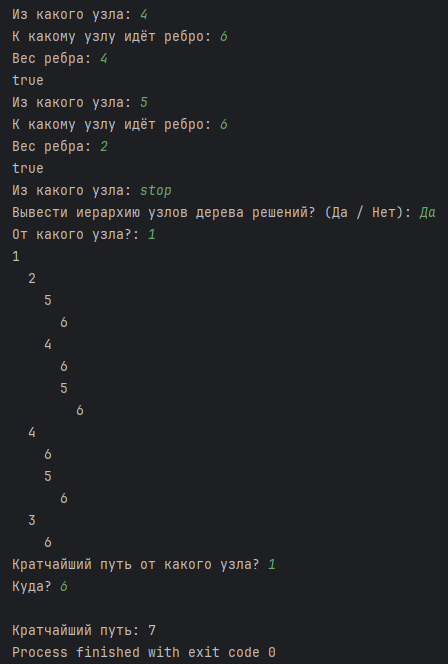 Из какого узла: 4
К какому узлу идёт ребро: 6
Вес ребра: 4
true
Из какого узла: 5
К какому узлу идёт ребро: 6
Вес ребра: 2
true
Из какого узла: stop
Вывести иерархию узлов дерева решений? (Да / Нет): Да
От какого узла?: 1
1
  2
    5
      6
    4
      6
      5
        6
  4
    6
    5
      6
  3
    6
Кратчайший путь от какого узла? 1
Куда? 6

Кратчайший путь: 7
Process finished with exit code 0